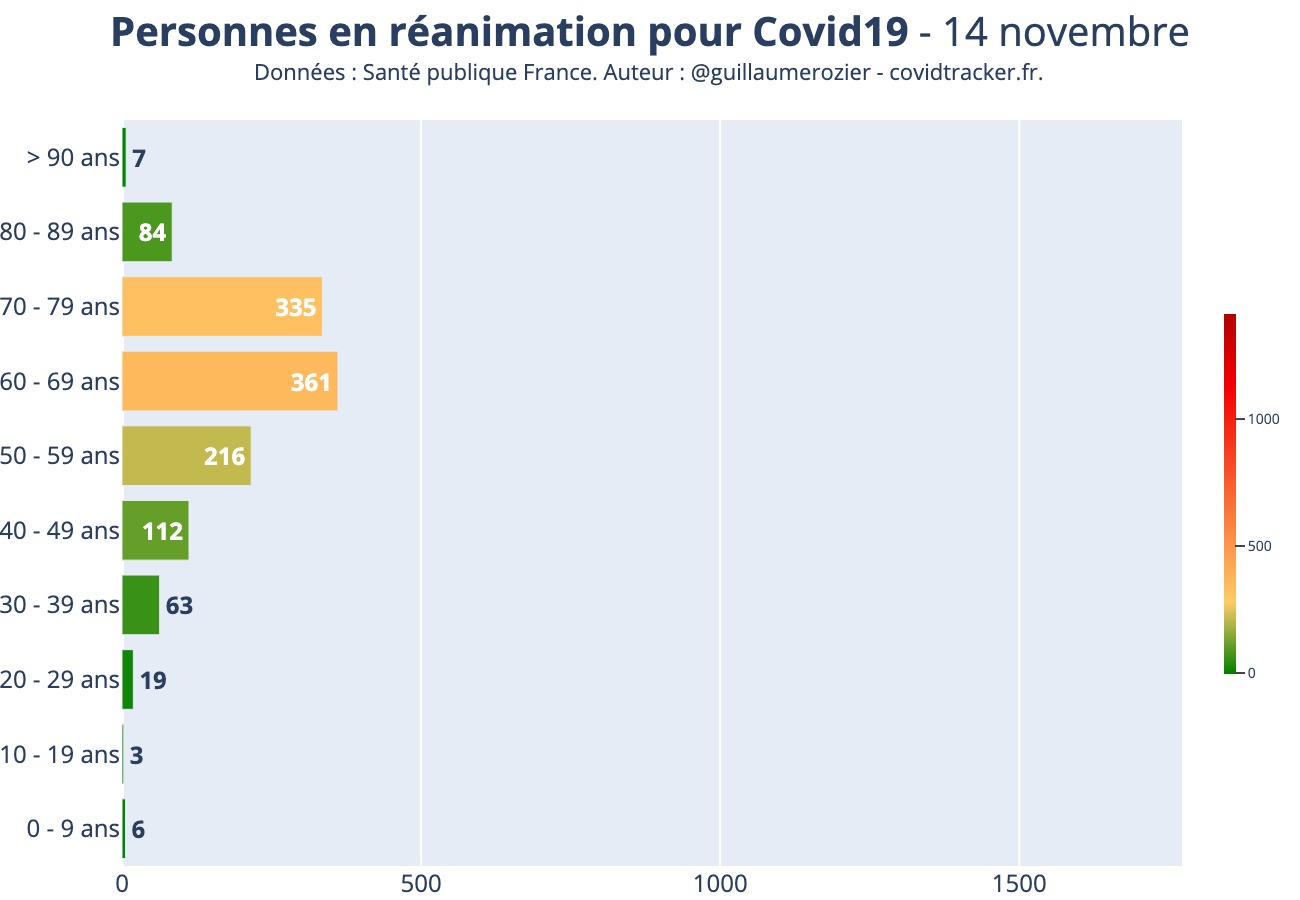 Personnes en réanimation pour Covid19 - 14 novembre
Données : Santé publique France. Auteur : @guillaumerozier - covidtracker.fr.
> 90 ans 7
80 - 89 ans 84
70 - 79 ans 335
60 - 69 ans 361
50 - 59 ans 216
40 - 49 ans 112
30 - 39 ans 63
20 - 29 ans 19
10 - 19 ans 3
0 - 9 ans 6
0 500 1000 1500
1000
500
0